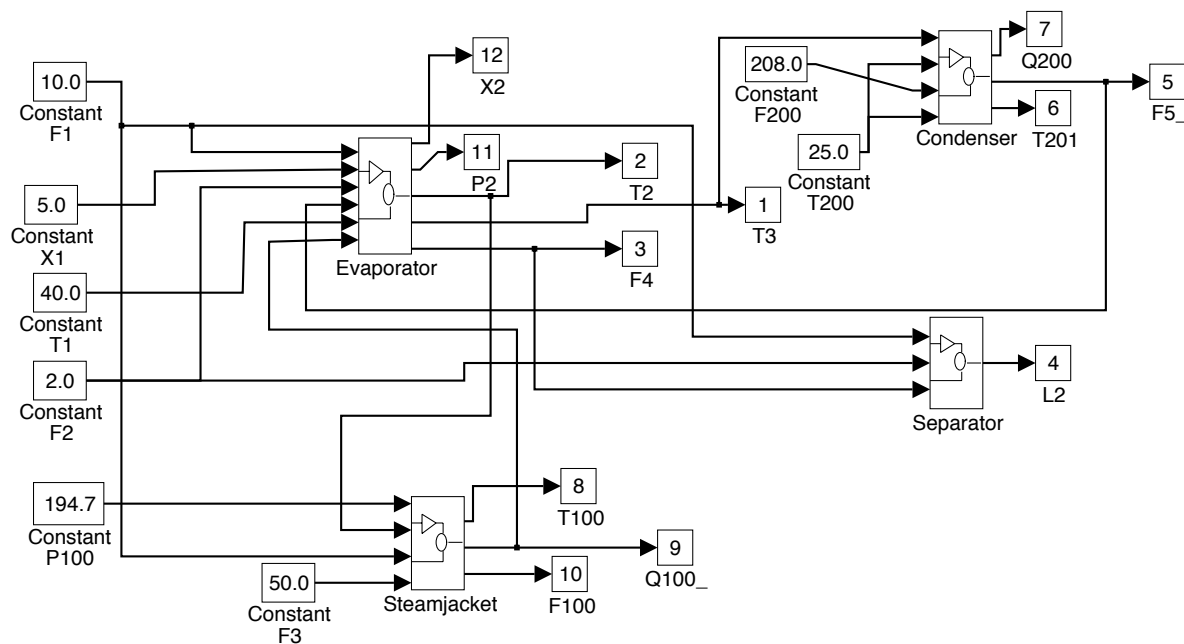 10.0
Constant
F1
12
X2
11
P2
2
T2
208.0
Constant
F200
25.0
Constant
T200
Condenser
7
Q200
6
T201
5
F5_
5.0
Constant
X1
Evaporator
1
T3
3
F4
40.0
Constant
T1
2.0
Constant
F2
Separator
4
L2
194.7
Constant
P100
50.0
Constant
F3
Steamjacket
8
T100
9
Q100_
10
F100